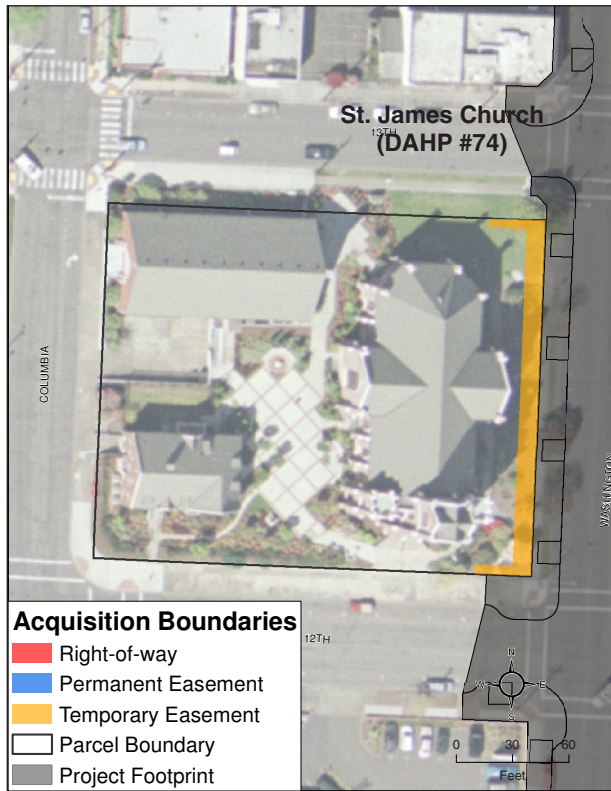 St. James Church
13TH
(DAHP #74)
COLUMBIA
WASHINGTON
12TH
Acquisition Boundaries
Right-of-way
Permanent Easement
Temporary Easement
Parcel Boundary
Project Footprint
N
W
E
S
0 30 60
Feet